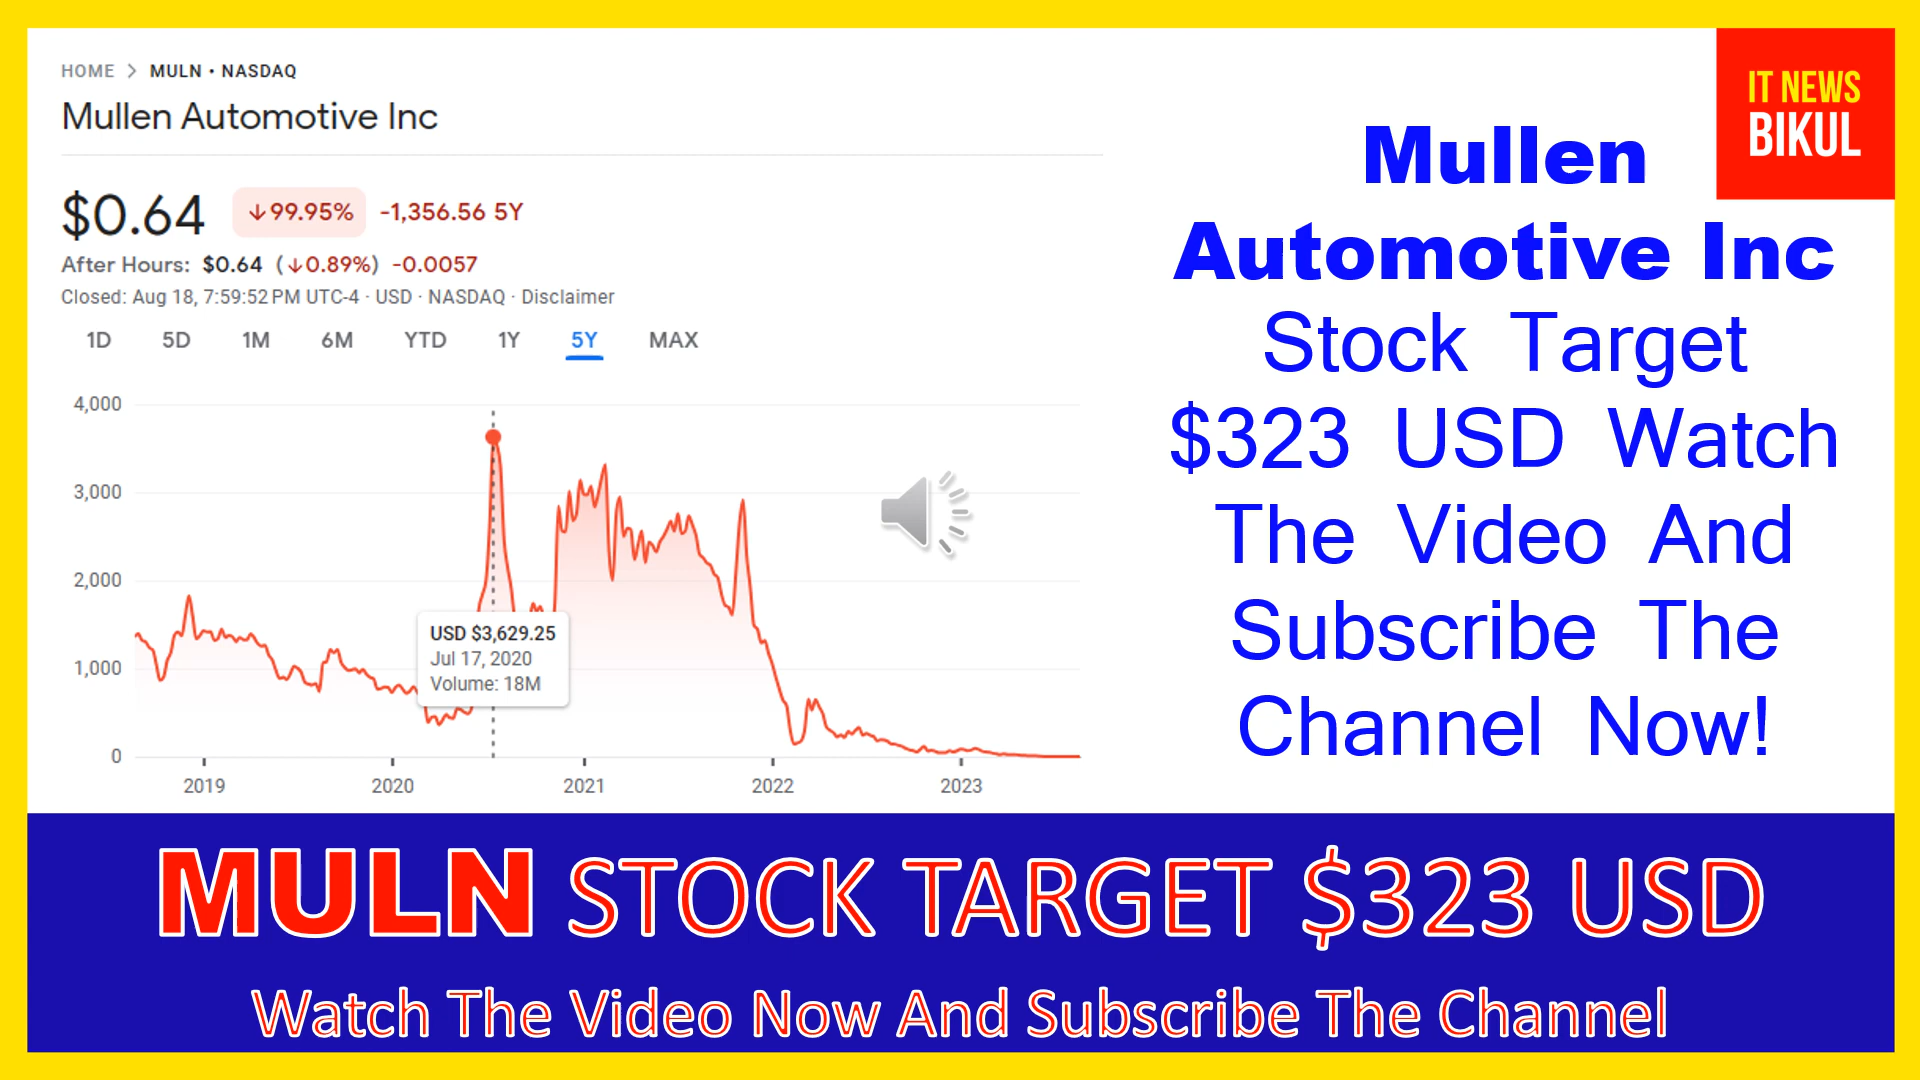 HOME > MULN • NASDAQ
Mullen Automotive Inc
$0.64 ↓99.95% -1,356.56 5Y
After Hours: $0.64 (↓0.89%) -0.0057
Closed: Aug 18, 7:59:52 PM UTC-4 · USD · NASDAQ · Disclaimer
1D 5D 1M 6M YTD 1Y 5Y MAX
4,000
3,000
2,000
1,000
0
USD $3,629.25
Jul 17, 2020
Volume: 18M
2019 2020 2021 2022 2023
IT NEWS
BIKUL
Mullen
Automotive Inc
Stock Target
$323 USD Watch
The Video And
Subscribe The
Channel Now!
MULN STOCK TARGET $323 USD
Watch The Video Now And Subscribe The Channel